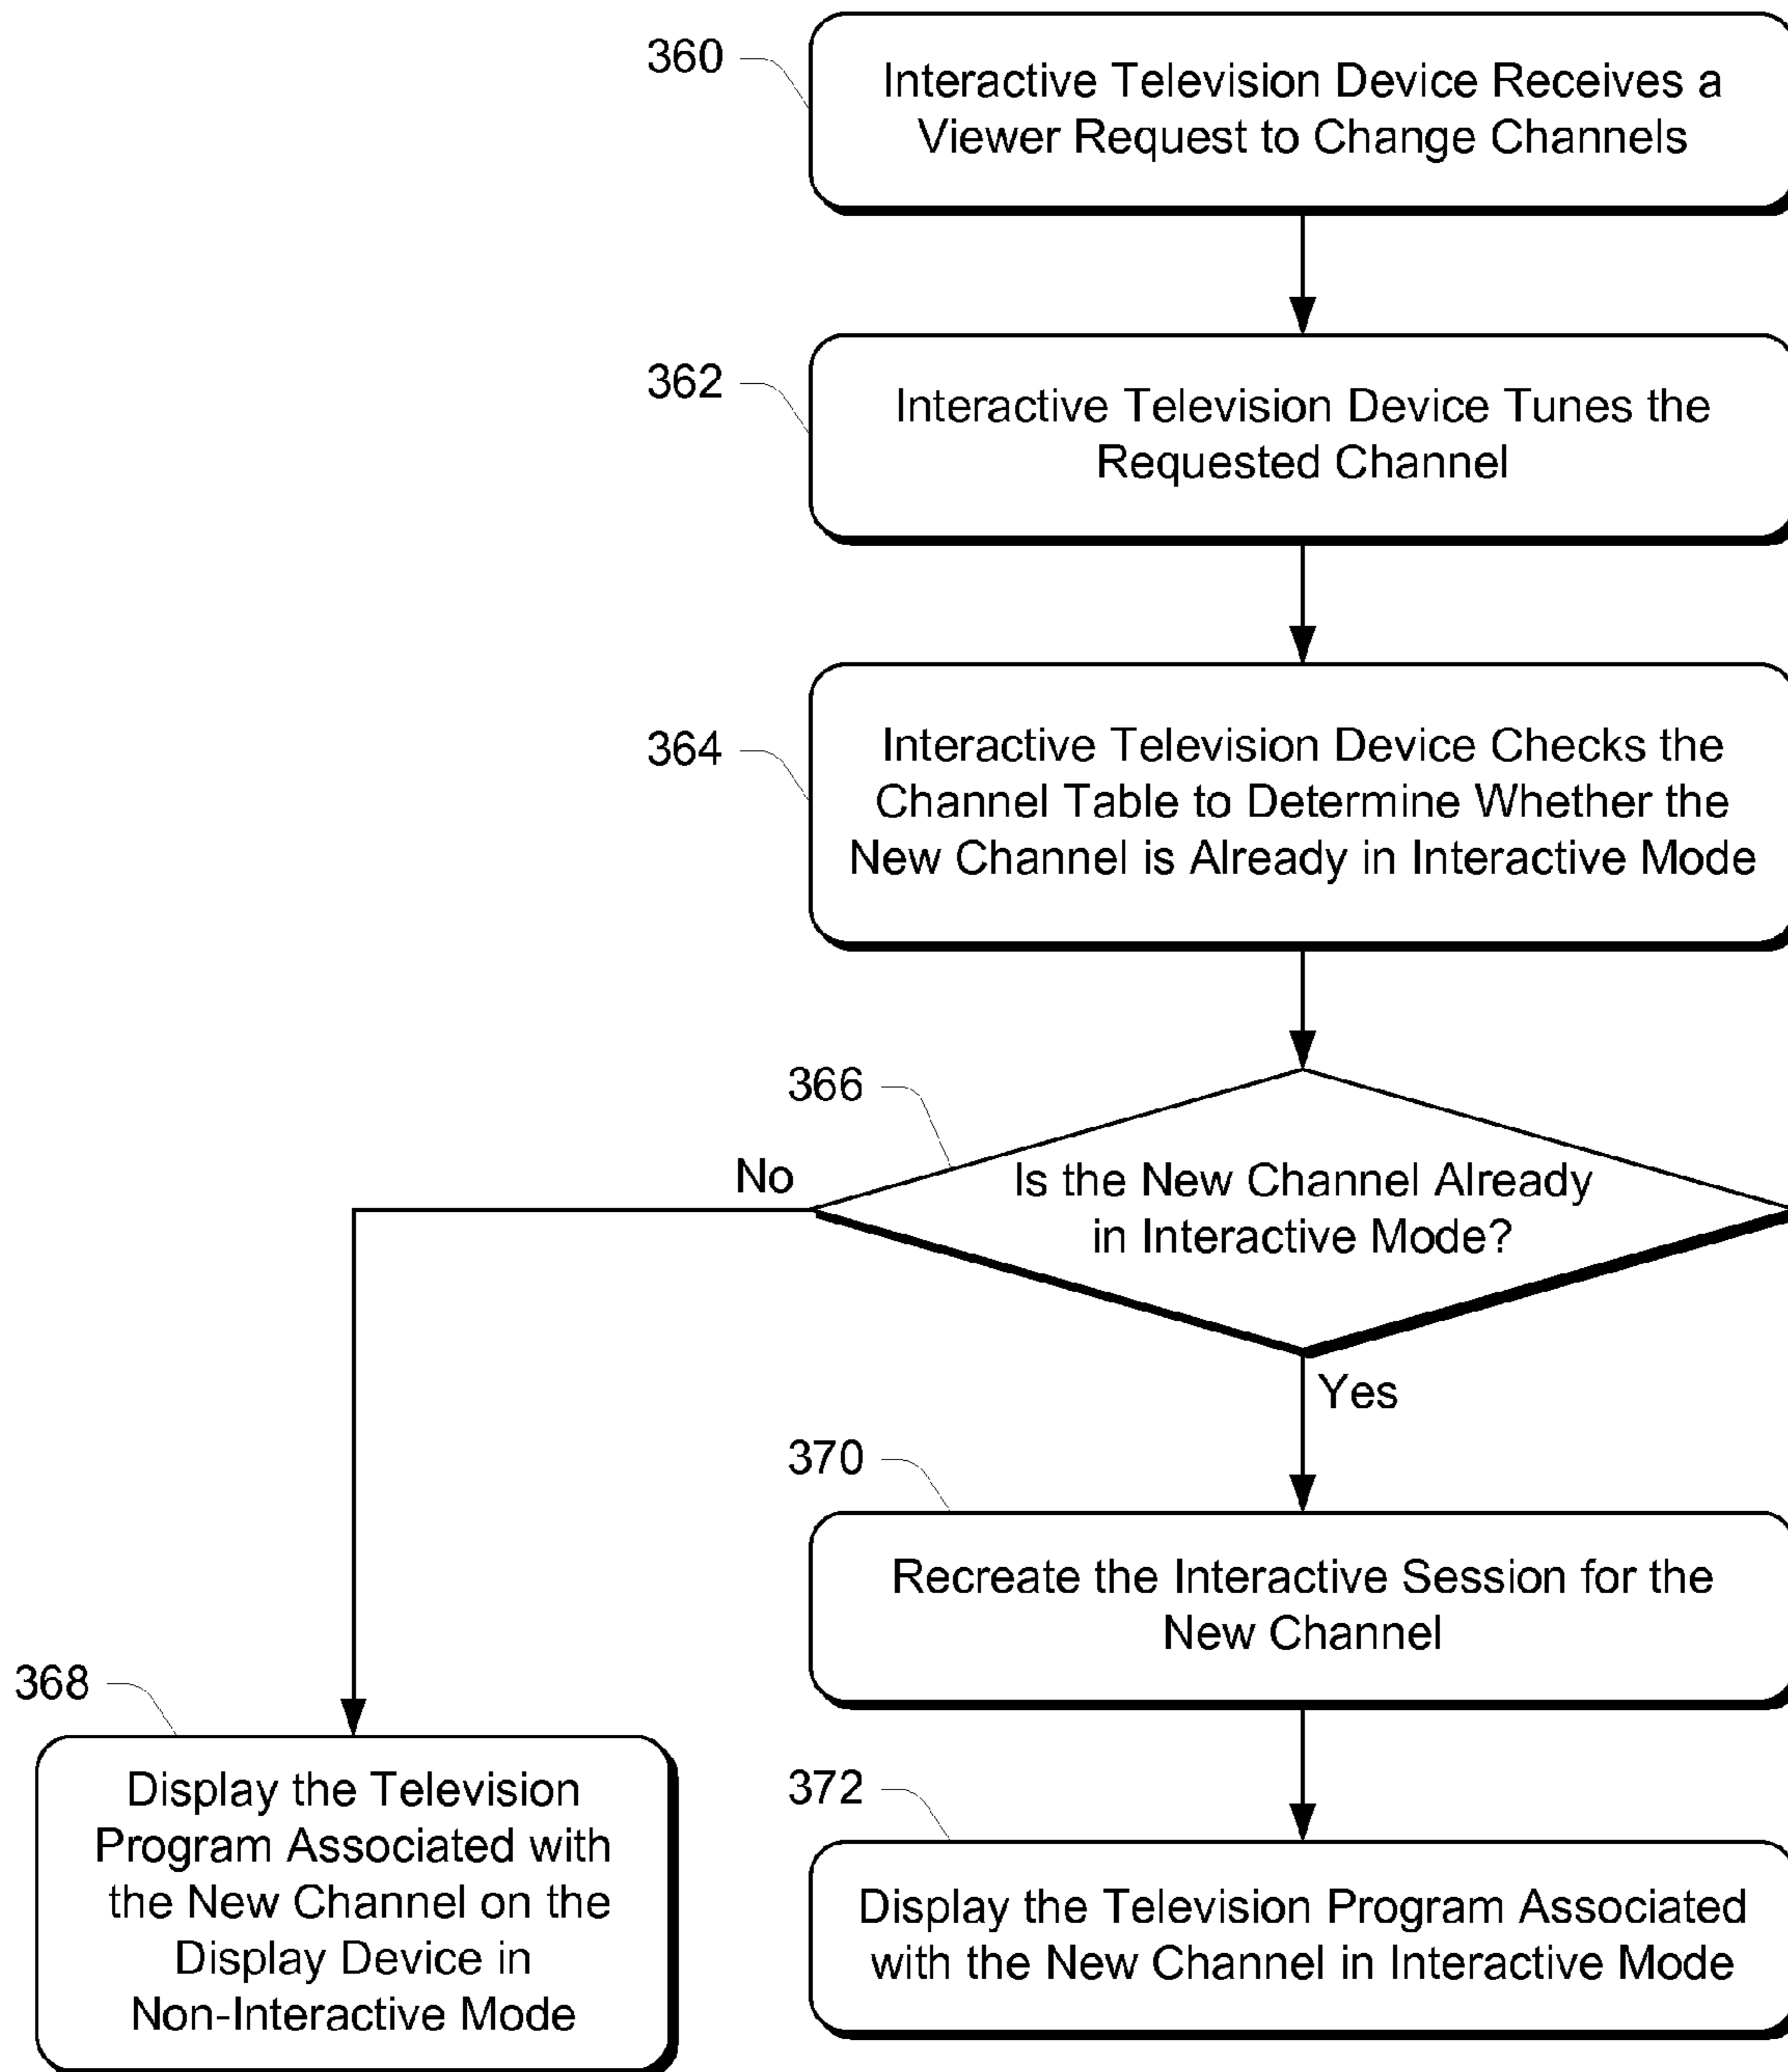 360
Interactive Television Device Receives a
Viewer Request to Change Channels
362
Interactive Television Device Tunes the
Requested Channel
364
Interactive Television Device Checks the
Channel Table to Determine Whether the
New Channel is Already in Interactive Mode
366
Is the New Channel Already
in Interactive Mode?
No
Yes
370
Recreate the Interactive Session for the
New Channel
368
Display the Television
Program Associated with
the New Channel on the
Display Device in
Non-Interactive Mode
372
Display the Television Program Associated
with the New Channel in Interactive Mode